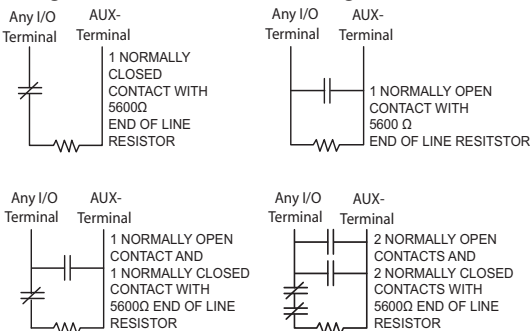 Any I/O
Terminal
AUX-
Terminal
1 NORMALLY
CLOSED
CONTACT WITH
5600Ω
END OF LINE
RESISTOR
Any I/O
Terminal
AUX-
Terminal
1 NORMALLY OPEN
CONTACT WITH
5600 Ω
END OF LINE RESITSTOR
Any I/O
Terminal
AUX-
Terminal
1 NORMALLY OPEN
CONTACT AND
1 NORMALLY CLOSED
CONTACT WITH
5600Ω END OF LINE
RESISTOR
Any I/O
Terminal
AUX-
Terminal
2 NORMALLY OPEN
CONTACTS AND
2 NORMALLY CLOSED
CONTACTS WITH
5600Ω END OF LINE
RESISTOR